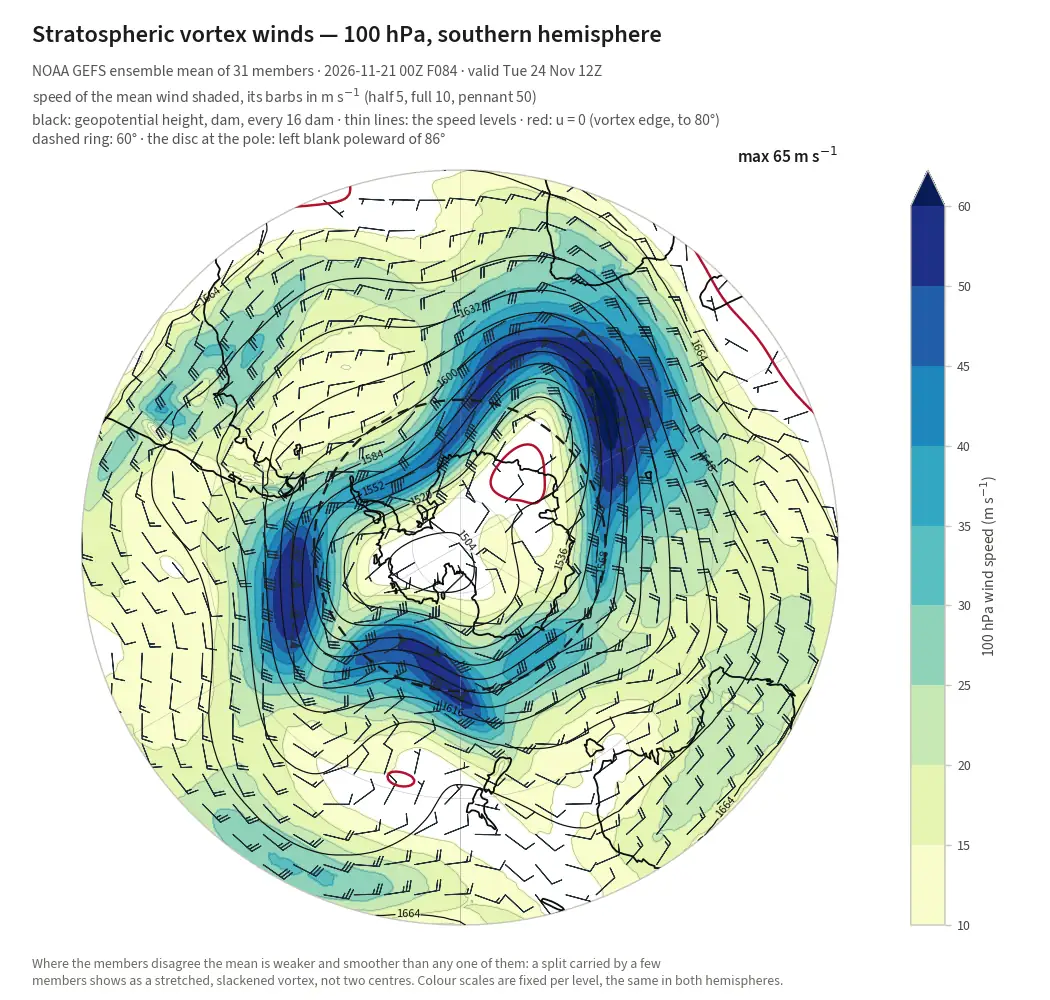 Stratospheric vortex winds — 100 hPa, southern hemisphere
NOAA GEFS ensemble mean of 31 members · 2026-11-21 00Z F084 · valid Tue 24 Nov 12Z
speed of the mean wind shaded, its barbs in m s⁻¹ (half 5, full 10, pennant 50)
black: geopotential height, dam, every 16 dam · thin lines: the speed levels · red: u = 0 (vortex edge, to 80°)
dashed ring: 60° · the disc at the pole: left blank poleward of 86°
max 65 m s⁻¹
60
50
45
40
35
30
25
20
15
10
100 hPa wind speed (m s⁻¹)
1664
1632
1664
1600
1584
1552
1520
1504
1536
1568
1616
1664
1664
Where the members disagree the mean is weaker and smoother than any one of them: a split carried by a few
members shows as a stretched, slackened vortex, not two centres. Colour scales are fixed per level, the same in both hemispheres.